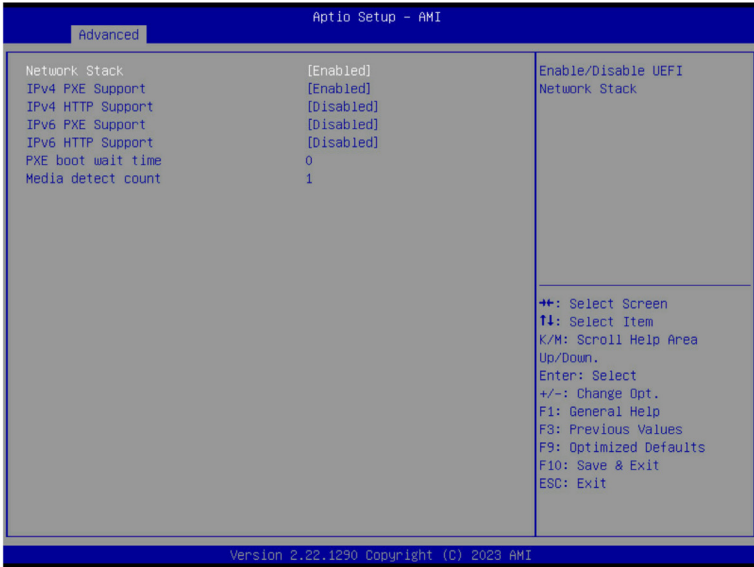 Aptio Setup - AMI
Advanced
Network Stack [Enabled]
IPv4 PXE Support [Enabled]
IPv4 HTTP Support [Disabled]
IPv6 PXE Support [Disabled]
IPv6 HTTP Support [Disabled]
PXE boot wait time 0
Media detect count 1
Enable/Disable UEFI
Network Stack
→←: Select Screen
↑↓: Select Item
K/M: Scroll Help Area
Up/Down.
Enter: Select
+/-: Change Opt.
F1: General Help
F3: Previous Values
F9: Optimized Defaults
F10: Save & Exit
ESC: Exit
Version 2.22.1290 Copyright (C) 2023 AMI